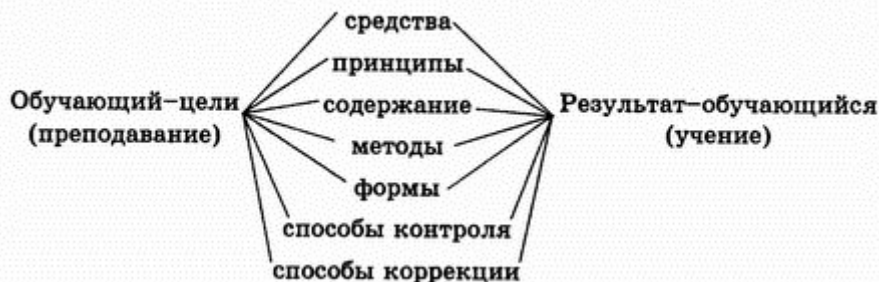 средства
принципы
Обучающий–цели
(преподавание)
содержание
методы
формы
способы контроля
способы коррекции
Результат–обучающийся
(учение)